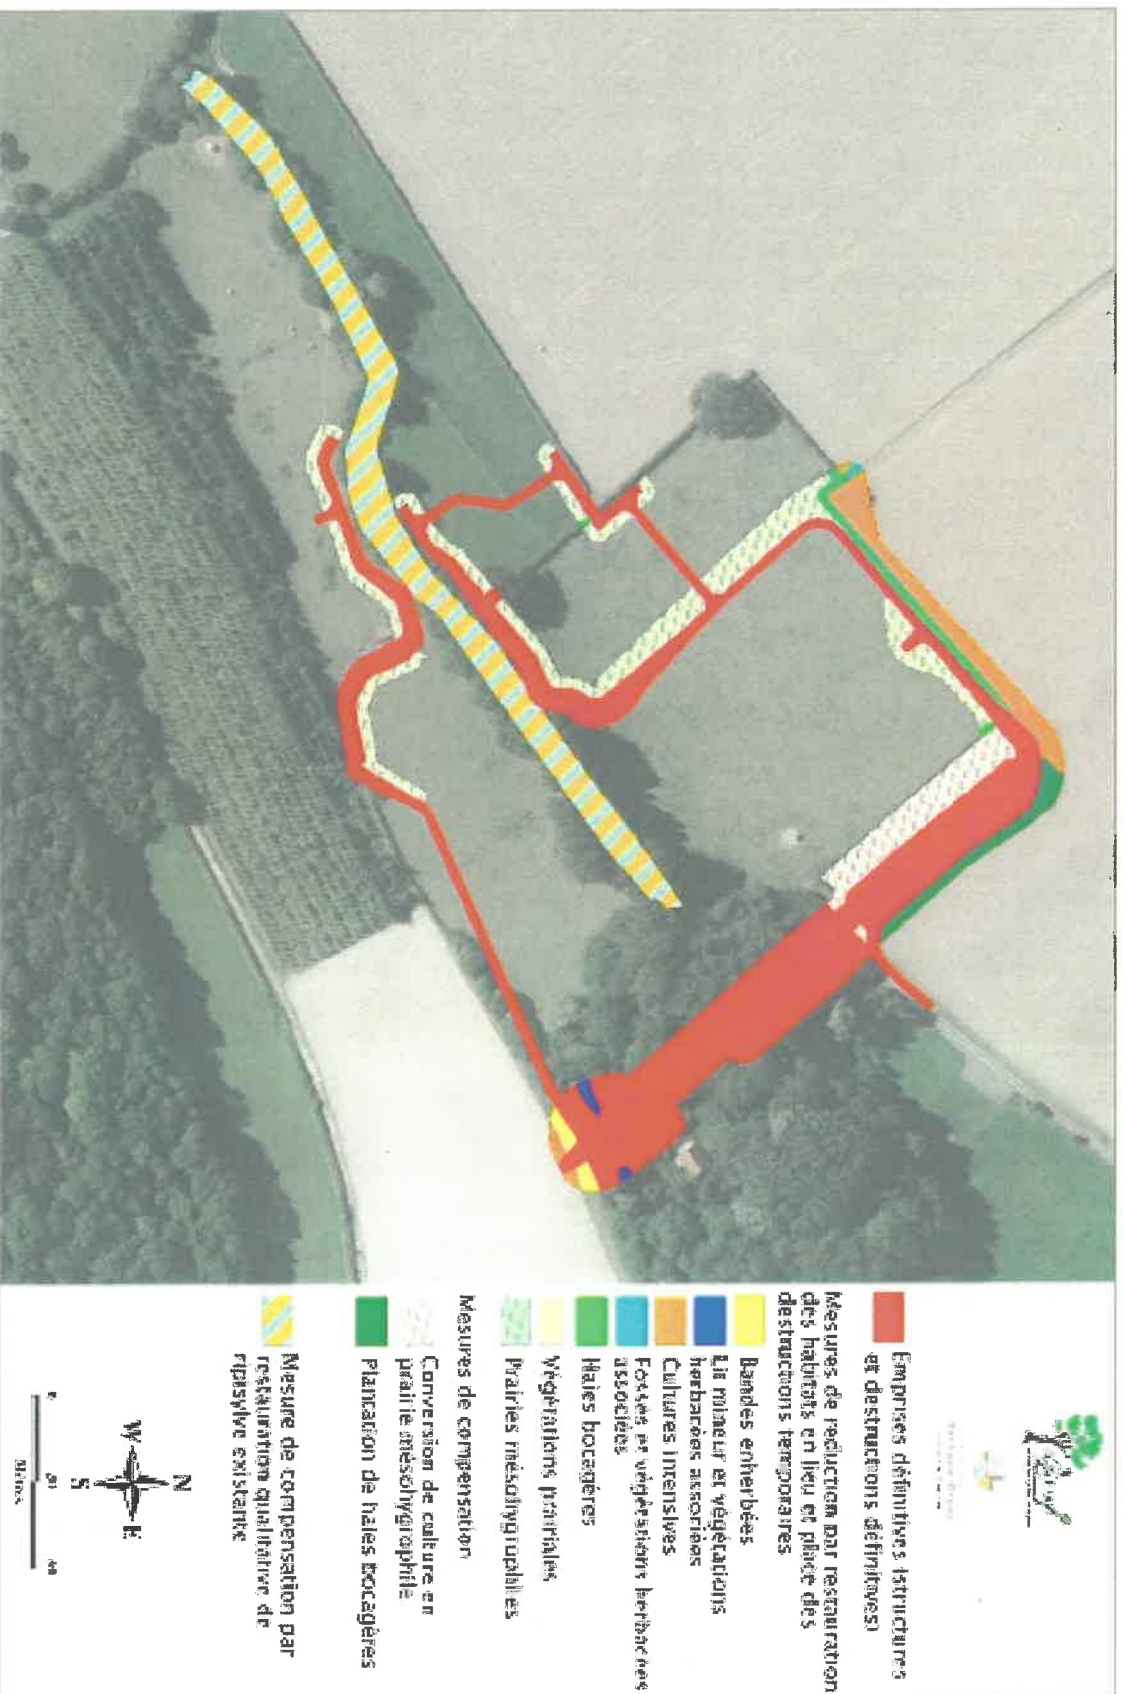 Emprises définitives (structures
et destructions définitives)
Mesures de réduction par restauration
des habitats en lieu et place des
destructions temporaires
Bandes enherbées
Lit mineur et végétations
herbacées associées
Cultures intensives
Fossés et végétations herbacées
associées
Haies bocagères
Végétations prairiales
Prairies mésohygrophiles
Mesures de compensation
Conversion de culture en
prairie mésohygrophile
Plantation de haies bocagères
Mesure de compensation par
restauration qualitative de
ripisylve existante
N
W
E
S
0
Mètres